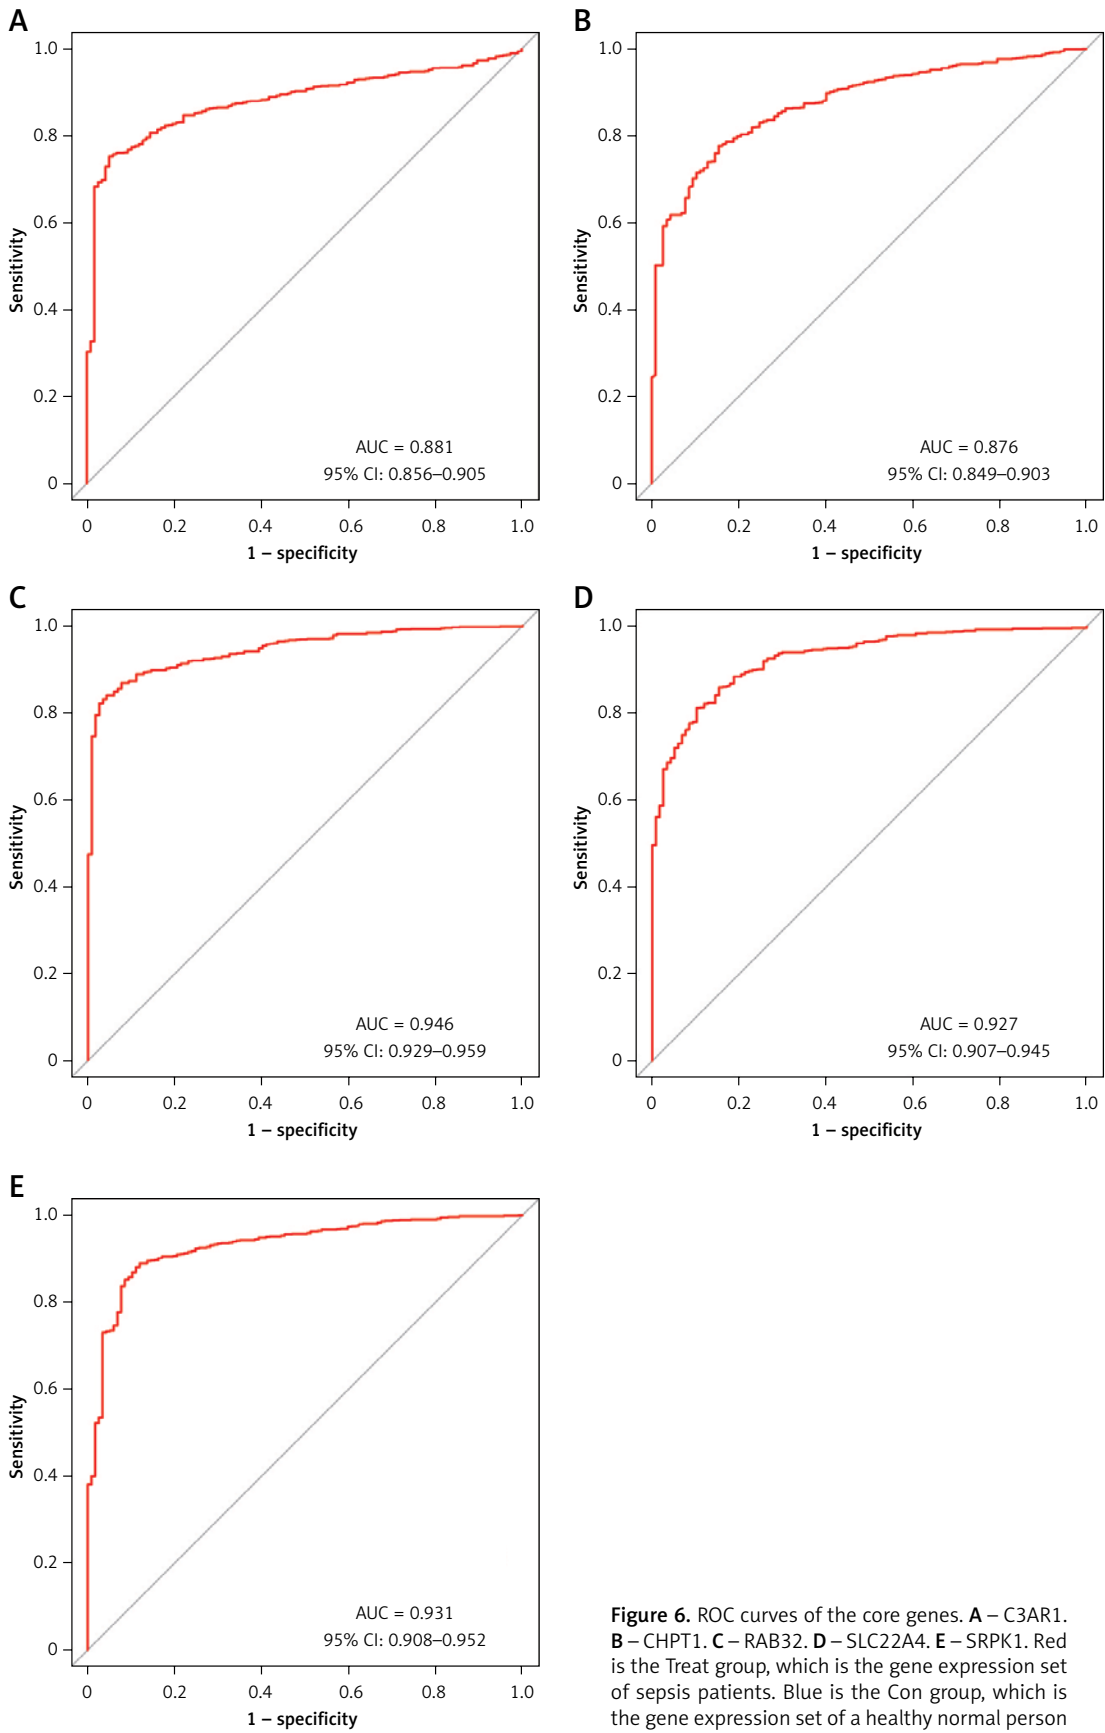 A
Sensitivity
1.0
0.8
0.6
0.4
0.2
0
AUC = 0.881
95% CI: 0.856–0.905
0 0.2 0.4 0.6 0.8 1.0
1 – specificity
B
Sensitivity
1.0
0.8
0.6
0.4
0.2
0
AUC = 0.876
95% CI: 0.849–0.903
0 0.2 0.4 0.6 0.8 1.0
1 – specificity
C
Sensitivity
1.0
0.8
0.6
0.4
0.2
0
AUC = 0.946
95% CI: 0.929–0.959
0 0.2 0.4 0.6 0.8 1.0
1 – specificity
D
Sensitivity
1.0
0.8
0.6
0.4
0.2
0
AUC = 0.927
95% CI: 0.907–0.945
0 0.2 0.4 0.6 0.8 1.0
1 – specificity
E
Sensitivity
1.0
0.8
0.6
0.4
0.2
0
AUC = 0.931
95% CI: 0.908–0.952
0 0.2 0.4 0.6 0.8 1.0
1 – specificity
Figure 6. ROC curves of the core genes. A – C3AR1.
B – CHPT1. C – RAB32. D – SLC22A4. E – SRPK1. Red
is the Treat group, which is the gene expression set
of sepsis patients. Blue is the Con group, which is
the gene expression set of a healthy normal person